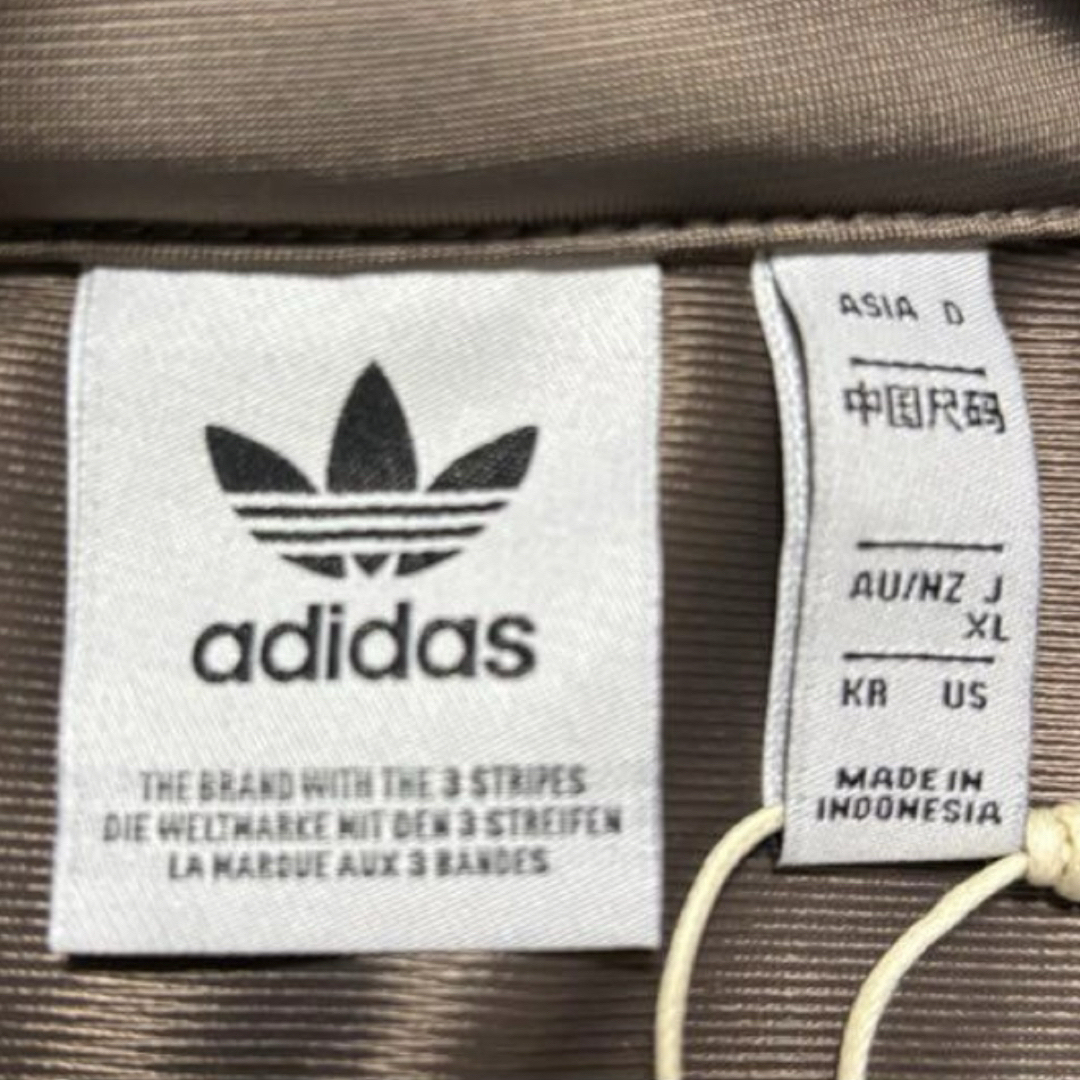 adidas
THE BRAND WITH THE 3 STRIPES
DIE WELTMARKE MIT DEN 3 STREIFEN
LA MARQUE AUX 3 BANDES
ASIA D
中国尺码
AU/NZ J
XL
KR US
MADE IN
INDONESIA